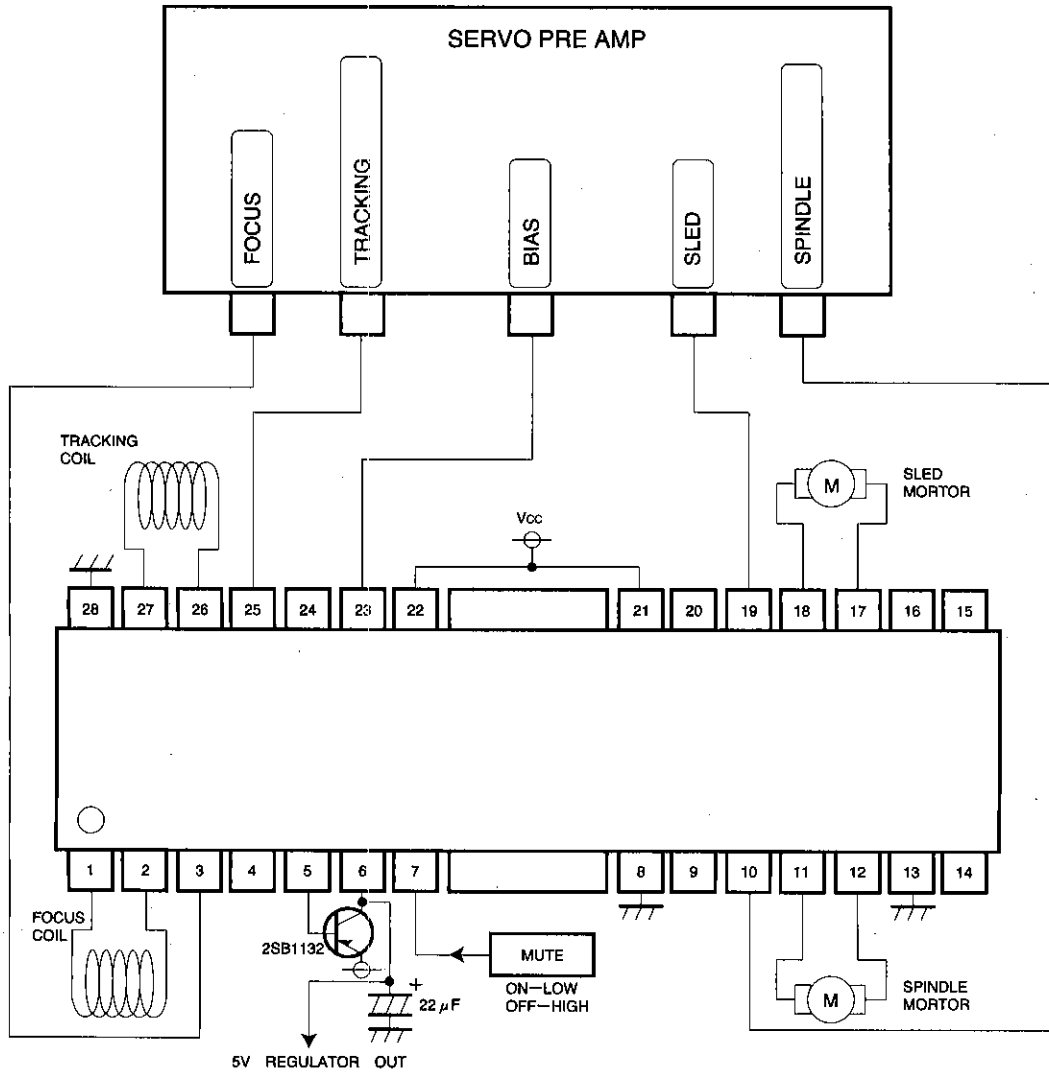 SERVO PRE AMP
FOCUS
TRACKING
BIAS
SLED
SPINDLE
TRACKING
COIL
Vcc
M
SLED
MORTOR
28 27 26 25 24 23 22 21 20 19 18 17 16 15
1 2 3 4 5 6 7 8 9 10 11 12 13 14
FOCUS
COIL
2SB1132
MUTE
ON—LOW
OFF—HIGH
+
22 μF
5V REGULATOR OUT
M
SPINDLE
MORTOR